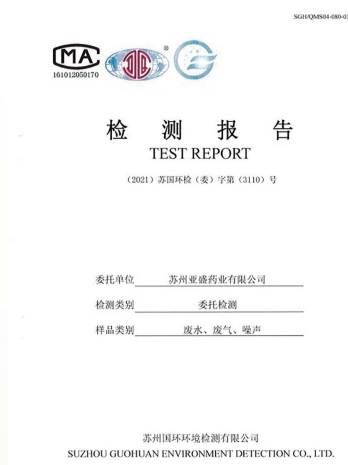 SGH/QMS04-080-01
MA
161012050170
检 测 报 告
TEST REPORT
（2021）苏国环检（委）字第（3110）号
委托单位 苏州亚盛药业有限公司
检测类别 委托检测
样品类别 废水、废气、噪声
苏州国环环境检测有限公司
SUZHOU GUOHUAN ENVIRONMENT DETECTION CO., LTD.